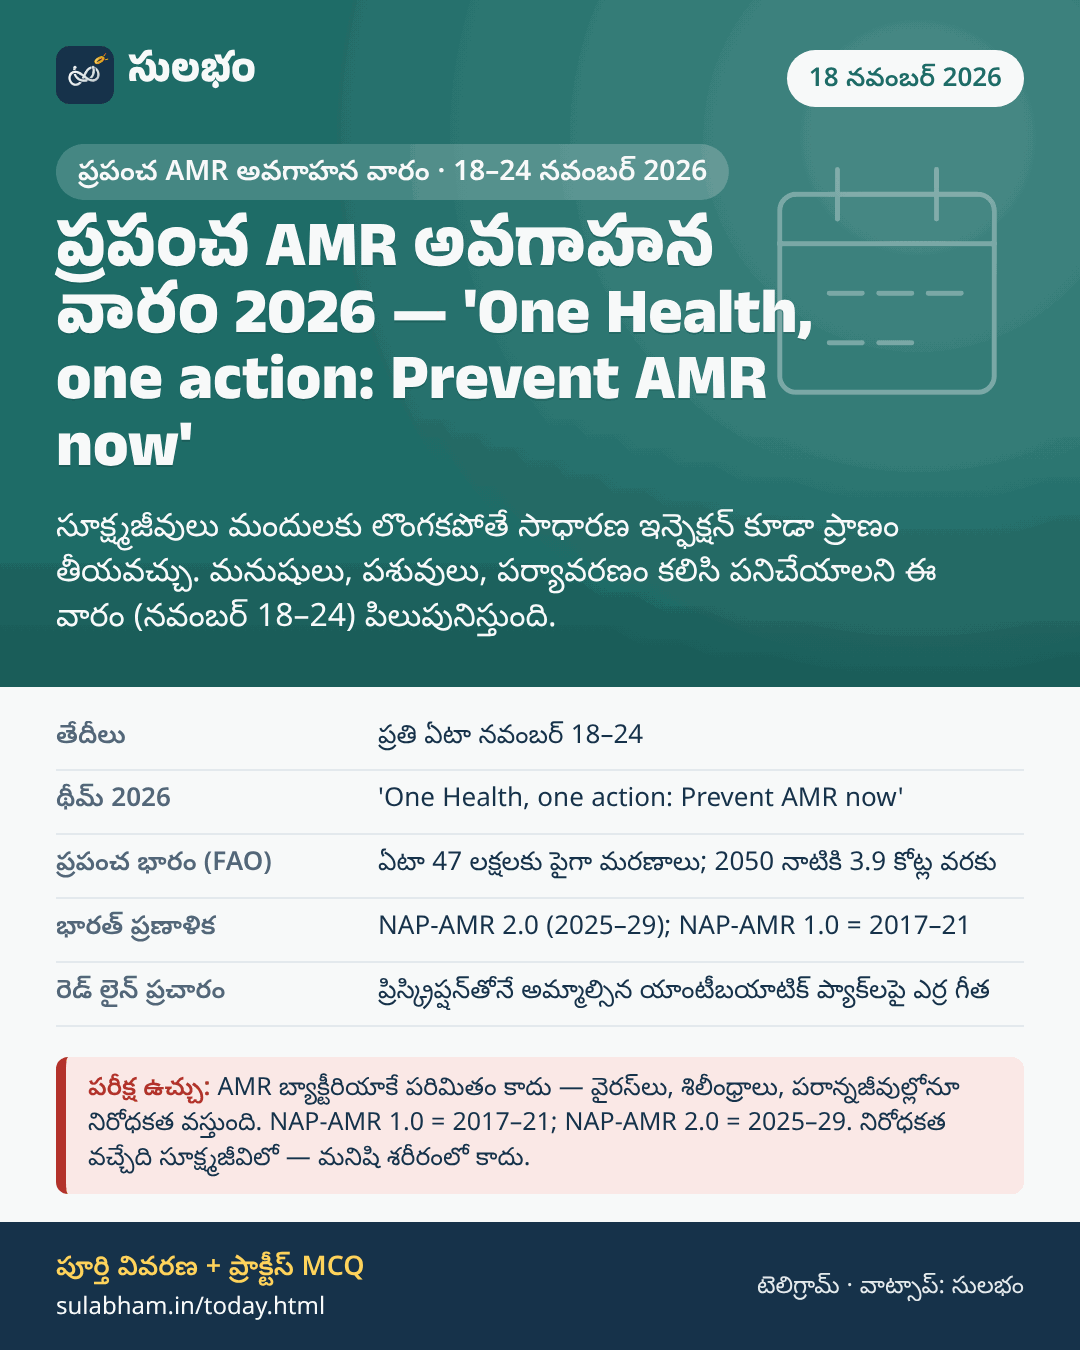 సులభం
18 నవంబర్ 2026
ప్రపంచ AMR అవగాహన వారం · 18–24 నవంబర్ 2026
ప్రపంచ AMR అవగాహన
వారం 2026 — 'One Health,
one action: Prevent AMR
now'
సూక్ష్మజీవులు మందులకు లొంగకపోతే సాధారణ ఇన్ఫెక్షన్ కూడా ప్రాణం
తీయవచ్చు. మనుషులు, పశువులు, పర్యావరణం కలిసి పనిచేయాలని ఈ
వారం (నవంబర్ 18–24) పిలుపునిస్తుంది.
తేదీలు ప్రతి ఏటా నవంబర్ 18–24
థీమ్ 2026 'One Health, one action: Prevent AMR now'
ప్రపంచ భారం (FAO) ఏటా 47 లక్షలకు పైగా మరణాలు; 2050 నాటికి 3.9 కోట్ల వరకు
భారత్ ప్రణాళిక NAP-AMR 2.0 (2025–29); NAP-AMR 1.0 = 2017–21
రెడ్ లైన్ ప్రచారం ప్రిస్క్రిప్షన్‌తోనే అమ్మాల్సిన యాంటీబయాటిక్ ప్యాక్‌లపై ఎర్ర గీత
పరీక్ష ఉచ్చు: AMR బ్యాక్టీరియాకే పరిమితం కాదు — వైరస్‌లు, శిలీంధ్రాలు, పరాన్నజీవుల్లోనూ
నిరోధకత వస్తుంది. NAP-AMR 1.0 = 2017–21; NAP-AMR 2.0 = 2025–29. నిరోధకత
వచ్చేది సూక్ష్మజీవిలో — మనిషి శరీరంలో కాదు.
పూర్తి వివరణ + ప్రాక్టీస్ MCQ
sulabham.in/today.html
టెలిగ్రామ్ · వాట్సాప్: సులభం